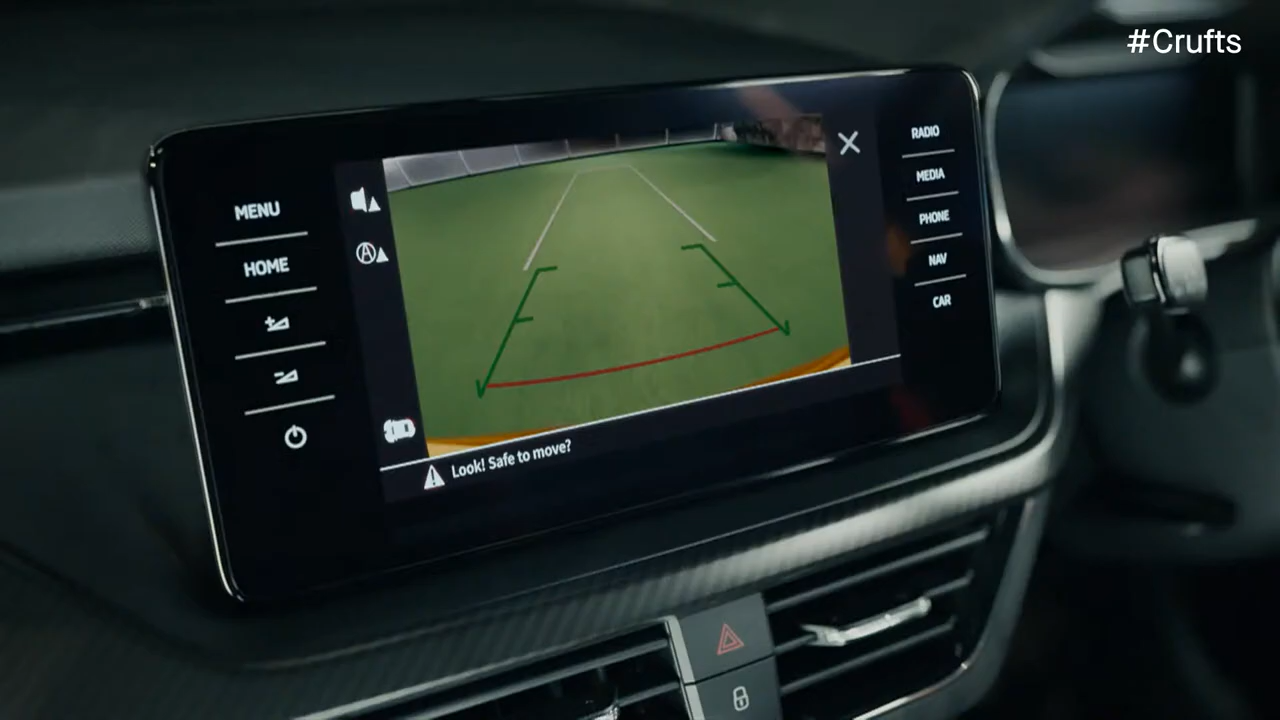 #Crufts
MENU
HOME
RADIO
MEDIA
PHONE
NAV
CAR
Look! Safe to move?